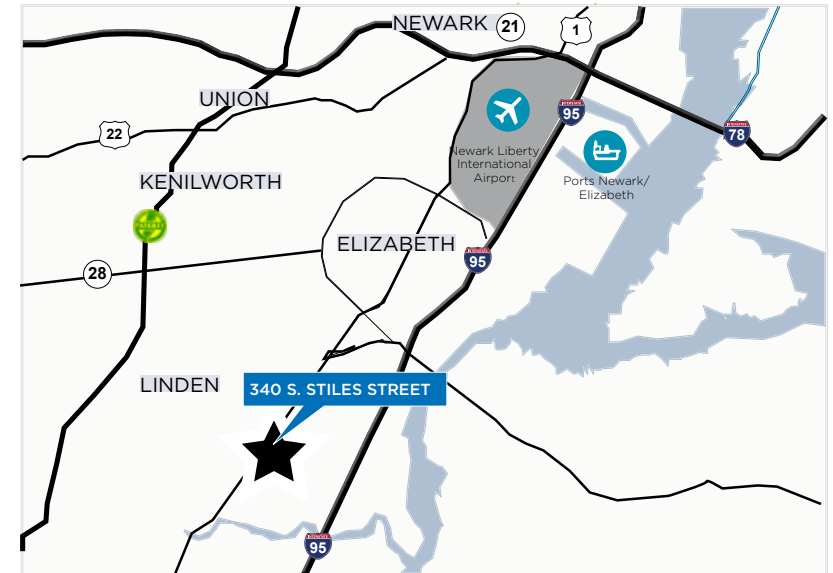 NEWARK
21
1
UNION
95
22
78
Newark Liberty
International
Airport
Ports Newark/
Elizabeth
KENILWORTH
ELIZABETH
95
28
LINDEN
340 S. STILES STREET
95